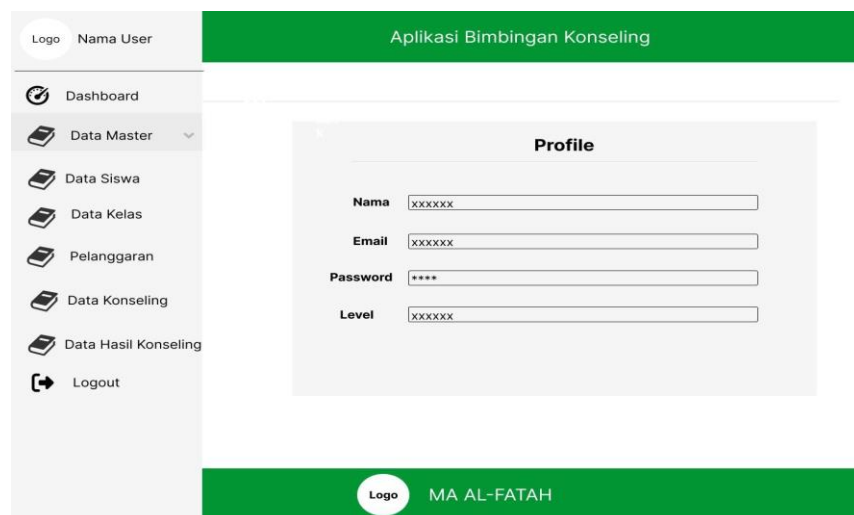 Logo Nama User
Aplikasi Bimbingan Konseling
Dashboard
Data Master
Data Siswa
Data Kelas
Pelanggaran
Data Konseling
Data Hasil Konseling
Logout
Profile
Nama xxxxxx
Email xxxxxx
Password ****
Level xxxxxx
Logo MA AL-FATAH